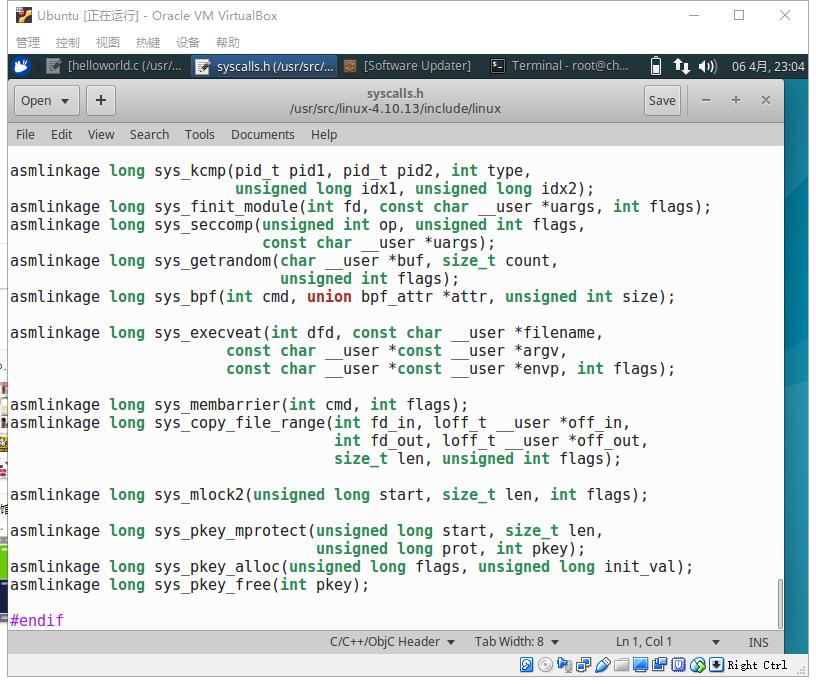 Ubuntu [正在运行] - Oracle VM VirtualBox
管理 控制 视图 热键 设备 帮助
[helloworld.c (/usr/... syscalls.h (/usr/src/... [Software Updater] Terminal - root@ch... 06 4月, 23:04
Open + syscalls.h Save
/usr/src/linux-4.10.13/include/linux
File Edit View Search Tools Documents Help
asmlinkage long sys_kcmp(pid_t pid1, pid_t pid2, int type,
unsigned long idx1, unsigned long idx2);
asmlinkage long sys_finit_module(int fd, const char __user *uargs, int flags);
asmlinkage long sys_seccomp(unsigned int op, unsigned int flags,
const char __user *uargs);
asmlinkage long sys_getrandom(char __user *buf, size_t count,
unsigned int flags);
asmlinkage long sys_bpf(int cmd, union bpf_attr *attr, unsigned int size);
asmlinkage long sys_execveat(int dfd, const char __user *filename,
const char __user *const __user *argv,
const char __user *const __user *envp, int flags);
asmlinkage long sys_membarrier(int cmd, int flags);
asmlinkage long sys_copy_file_range(int fd_in, loff_t __user *off_in,
int fd_out, loff_t __user *off_out,
size_t len, unsigned int flags);
asmlinkage long sys_mlock2(unsigned long start, size_t len, int flags);
asmlinkage long sys_pkey_mprotect(unsigned long start, size_t len,
unsigned long prot, int pkey);
asmlinkage long sys_pkey_alloc(unsigned long flags, unsigned long init_val);
asmlinkage long sys_pkey_free(int pkey);
#endif
C/C++/ObjC Header Tab Width: 8 Ln 1, Col 1 INS
Right Ctrl